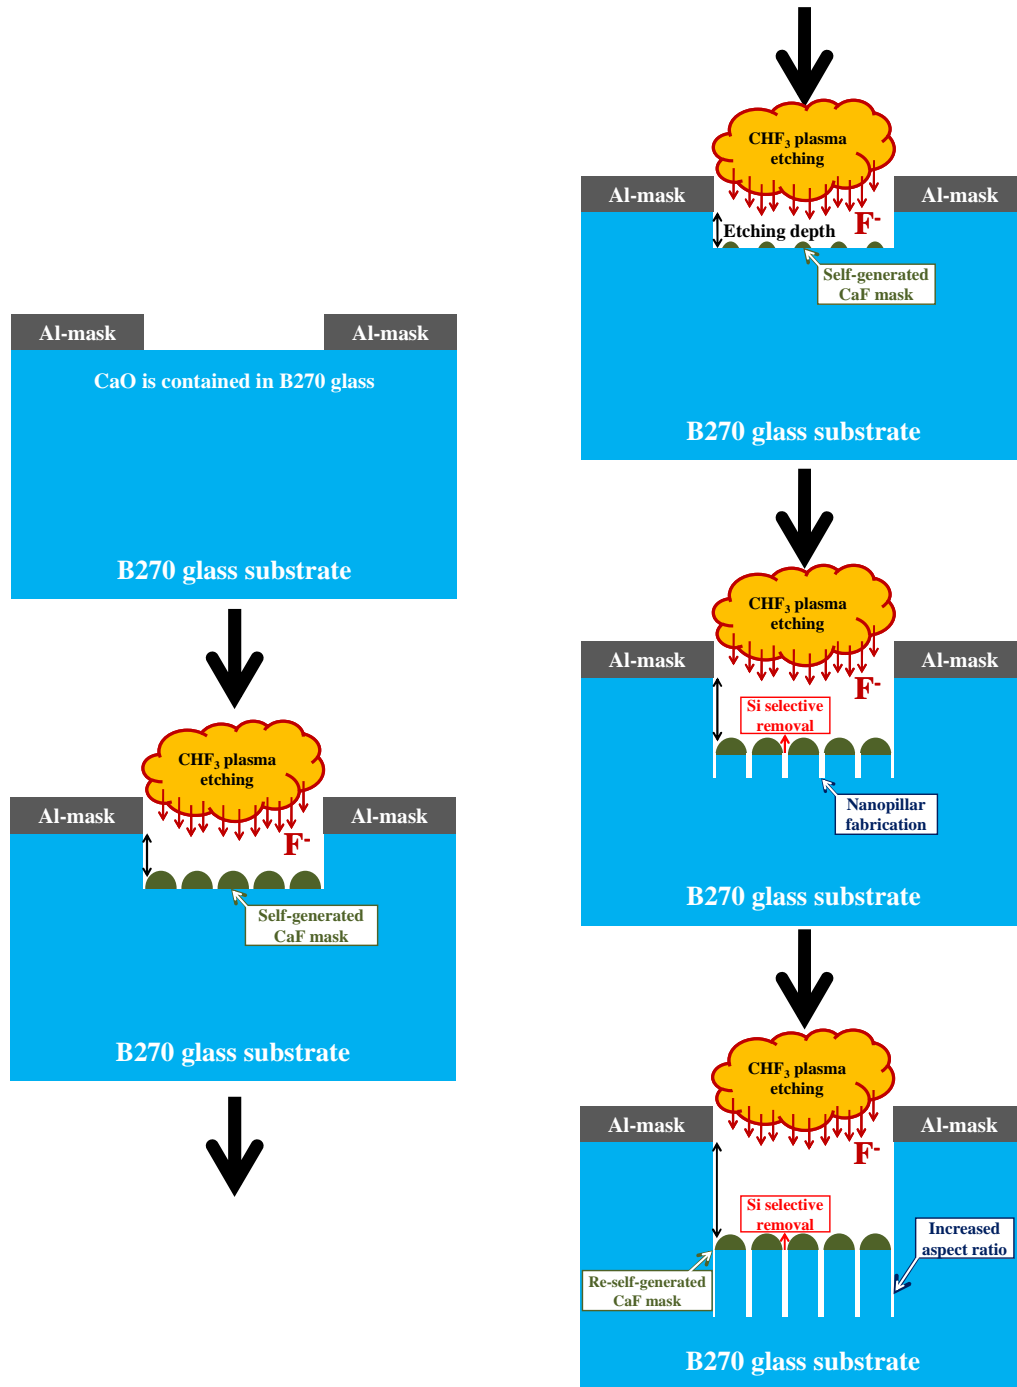 Al-mask
Al-mask
CaO is contained in B270 glass
B270 glass substrate
CHF₃ plasma
etching
Al-mask
Al-mask
F⁻
Self-generated
CaF mask
B270 glass substrate
CHF₃ plasma
etching
Al-mask
Al-mask
F⁻
Etching depth
Self-generated
CaF mask
B270 glass substrate
CHF₃ plasma
etching
Al-mask
Al-mask
F⁻
Si selective
removal
Nanopillar
fabrication
B270 glass substrate
CHF₃ plasma
etching
Al-mask
Al-mask
F⁻
Si selective
removal
Increased
aspect ratio
Re-self-generated
CaF mask
B270 glass substrate